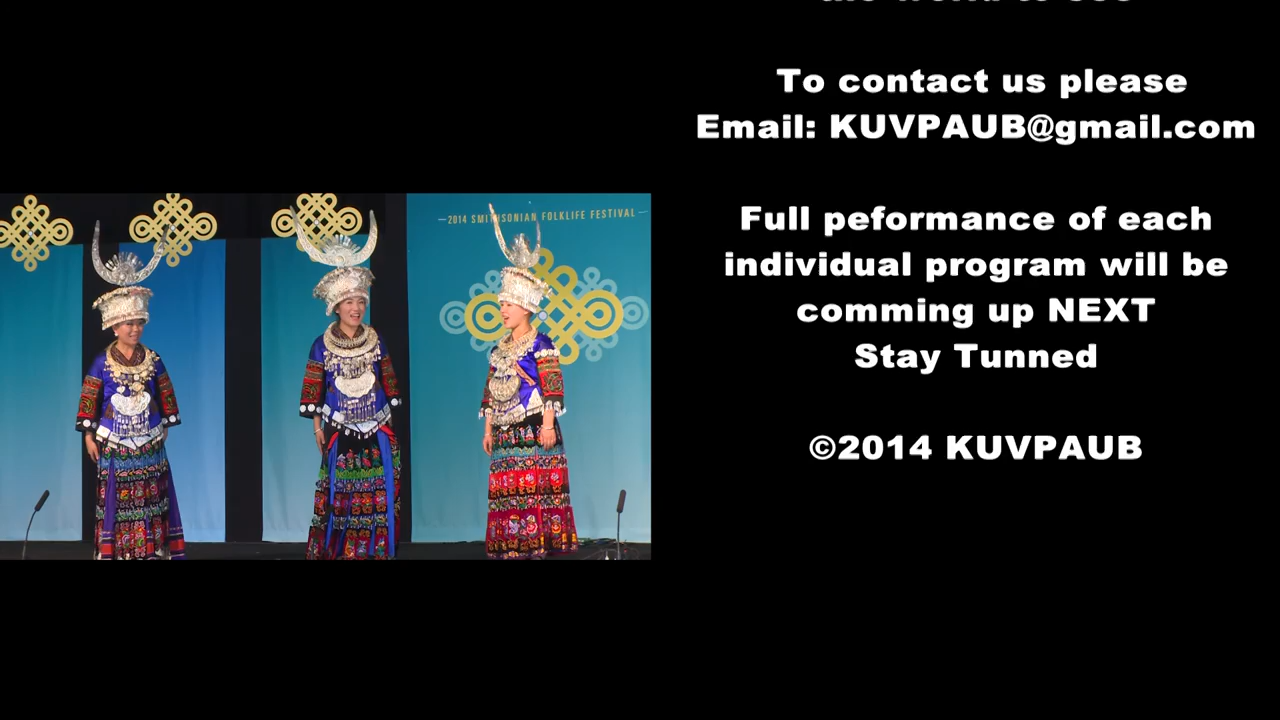 To contact us please
Email: KUVPAUB@gmail.com
Full peformance of each
individual program will be
comming up NEXT
Stay Tunned
©2014 KUVPAUB
2014 SMITHSONIAN FOLKLIFE FESTIVAL